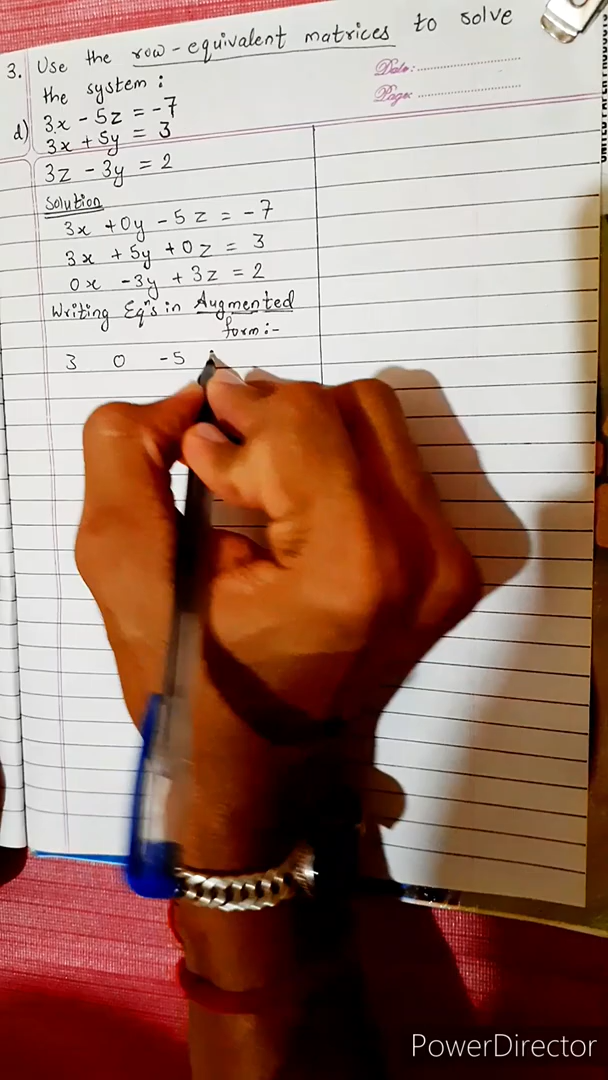 3. Use the row-equivalent matrices to solve
the system :
Date:
Page:
d) 3x - 5z = -7
3x + 5y = 3
3z - 3y = 2
Solution
3x + 0y - 5z = -7
3x + 5y + 0z = 3
0x - 3y + 3z = 2
Writing Eqⁿs in Augmented
form :-
3 0 -5
PowerDirector